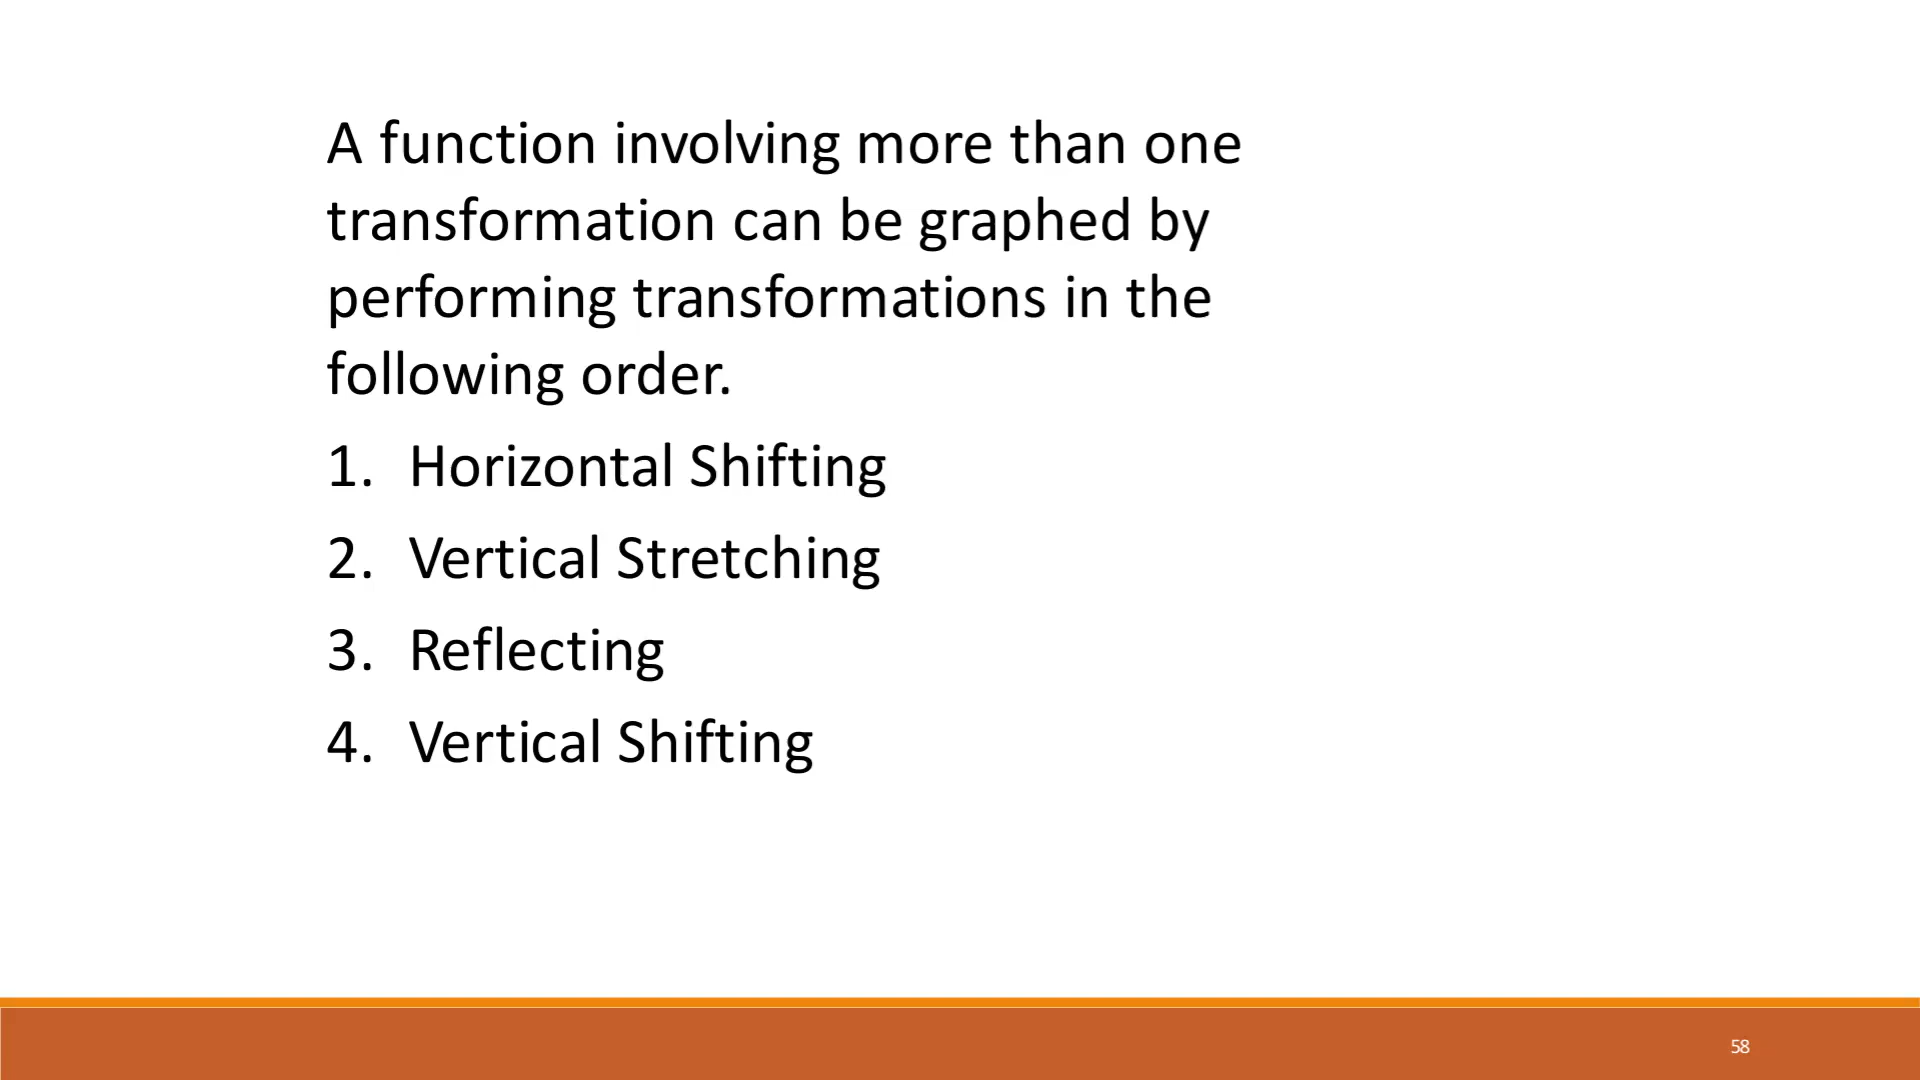 A function involving more than one
transformation can be graphed by
performing transformations in the
following order.
1. Horizontal Shifting
2. Vertical Stretching
3. Reflecting
4. Vertical Shifting
58